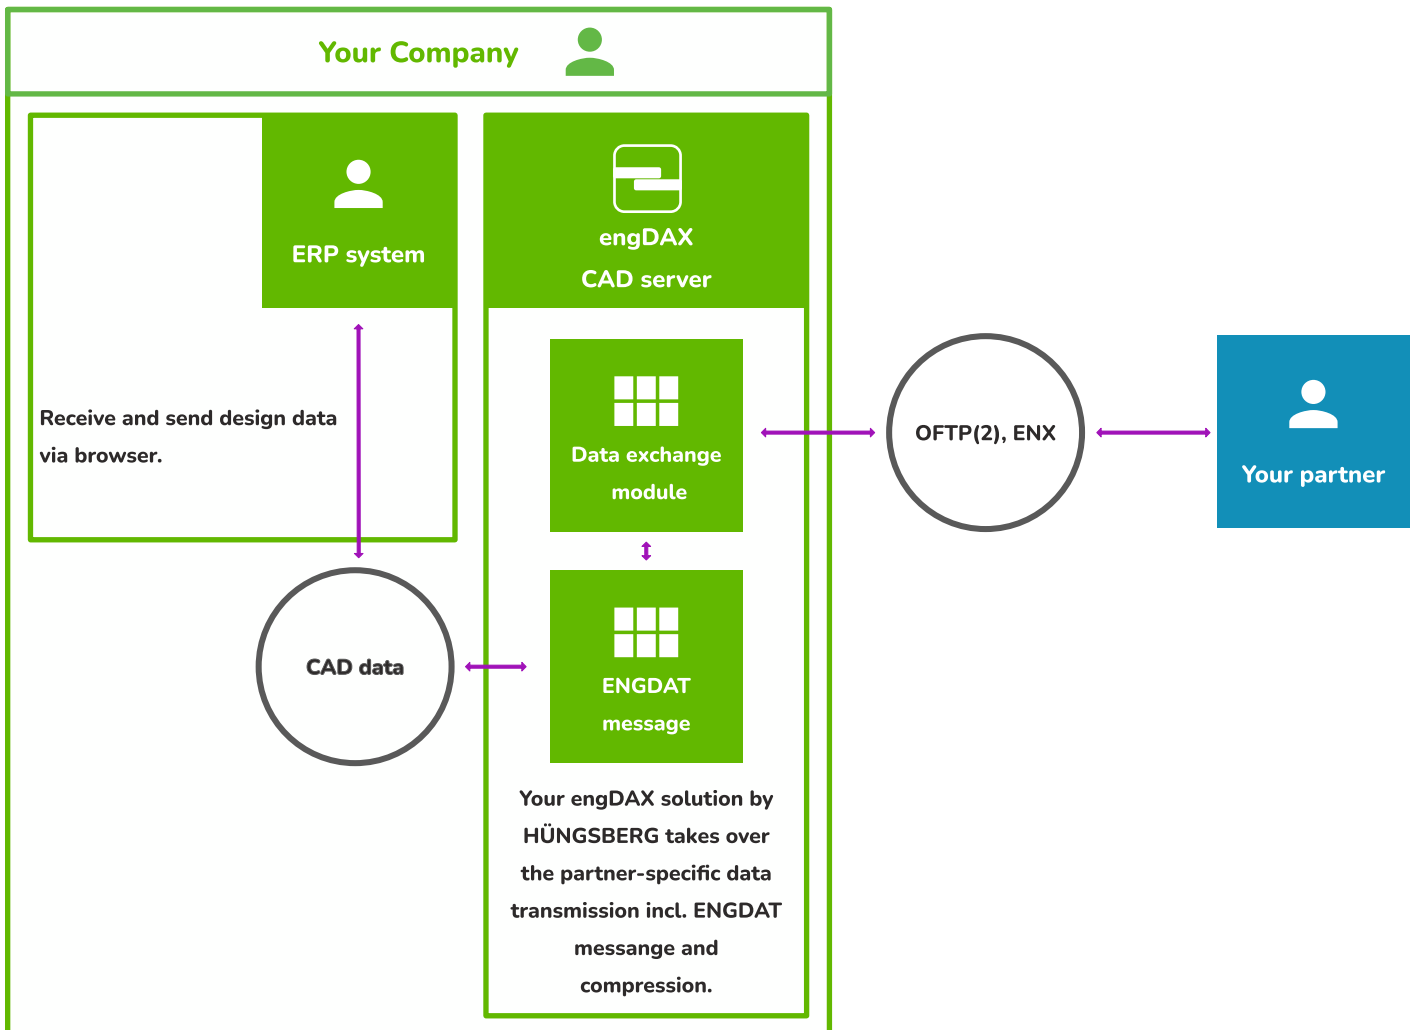 Your Company
ERP system
Receive and send design data
via browser.
CAD data
engDAX
CAD server
Data exchange
module
ENGDAT
message
Your engDAX solution by
HÜNGSBERG takes over
the partner-specific data
transmission incl. ENGDAT
messange and
compression.
OFTP(2), ENX
Your partner